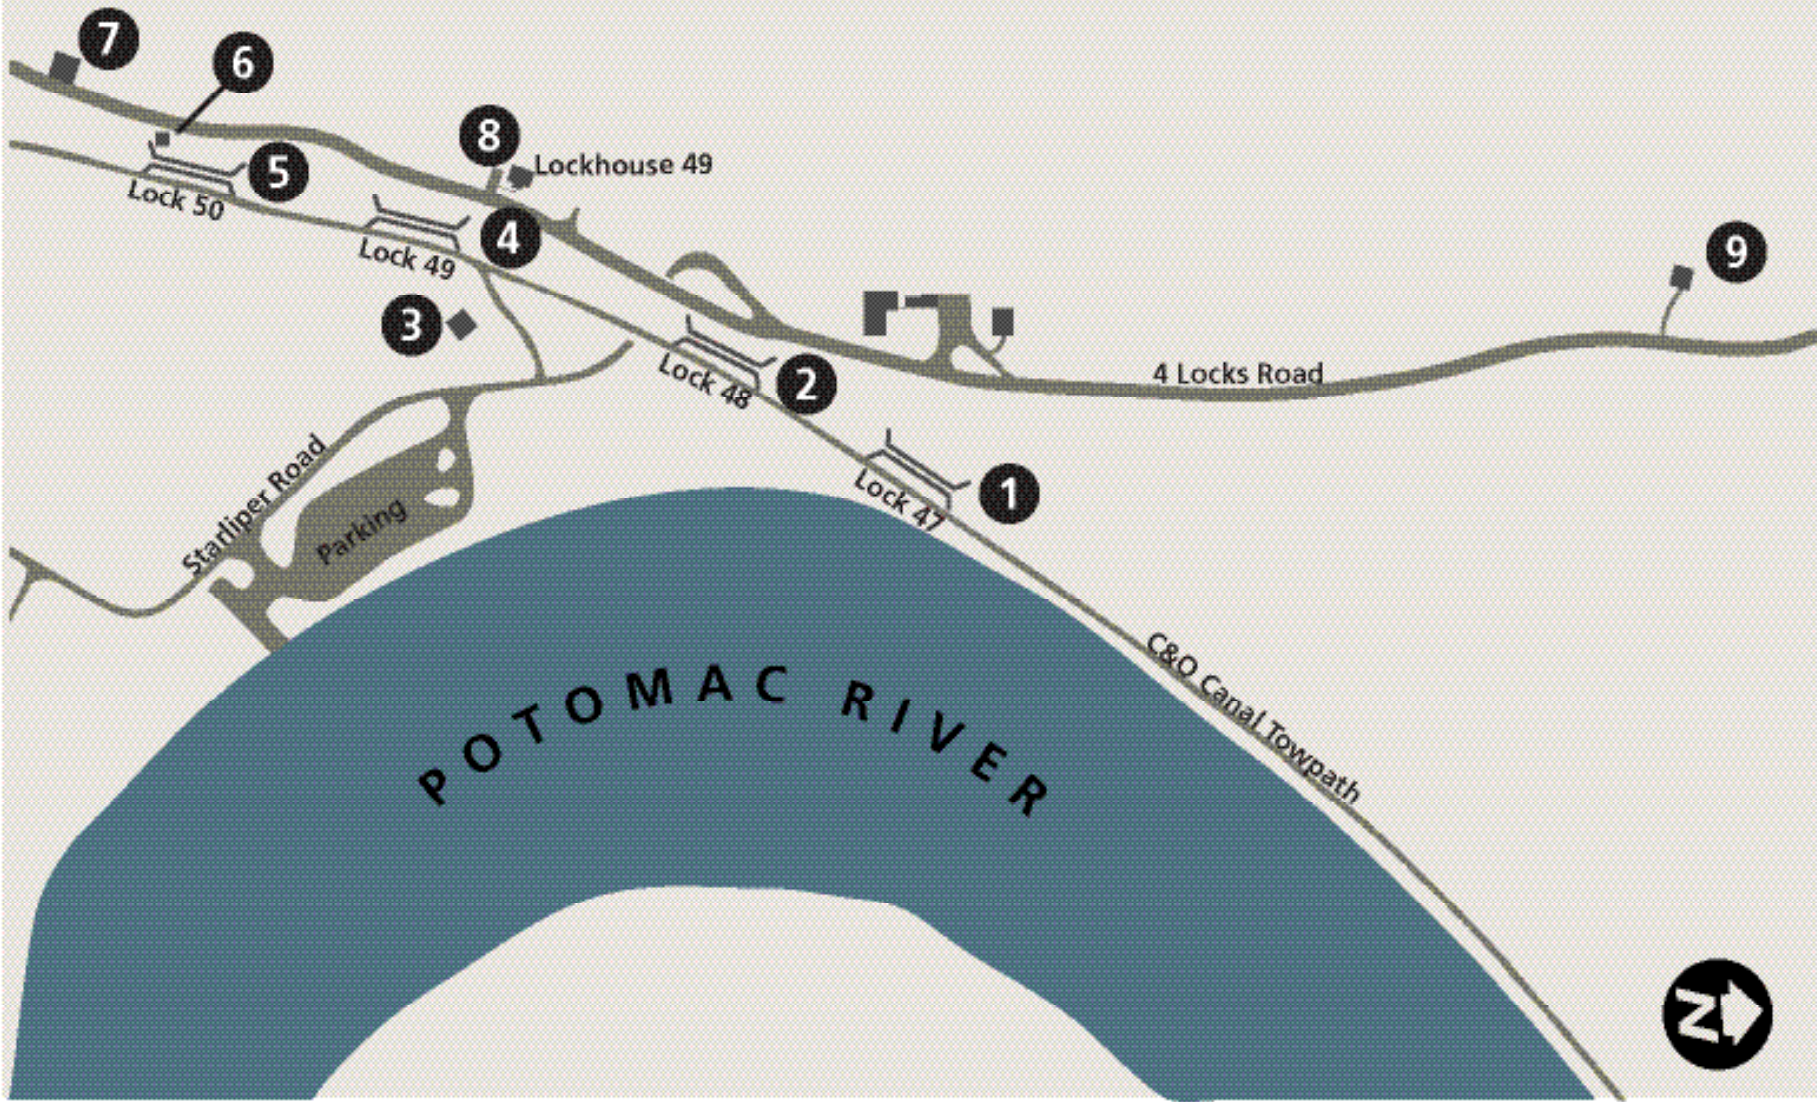 7
6
8
Lockhouse 49
5
Lock 50
4
Lock 49
9
3
2
Lock 48
4 Locks Road
1
Lock 47
Starliper Road
Parking
C&O Canal Towpath
POTOMAC RIVER
N